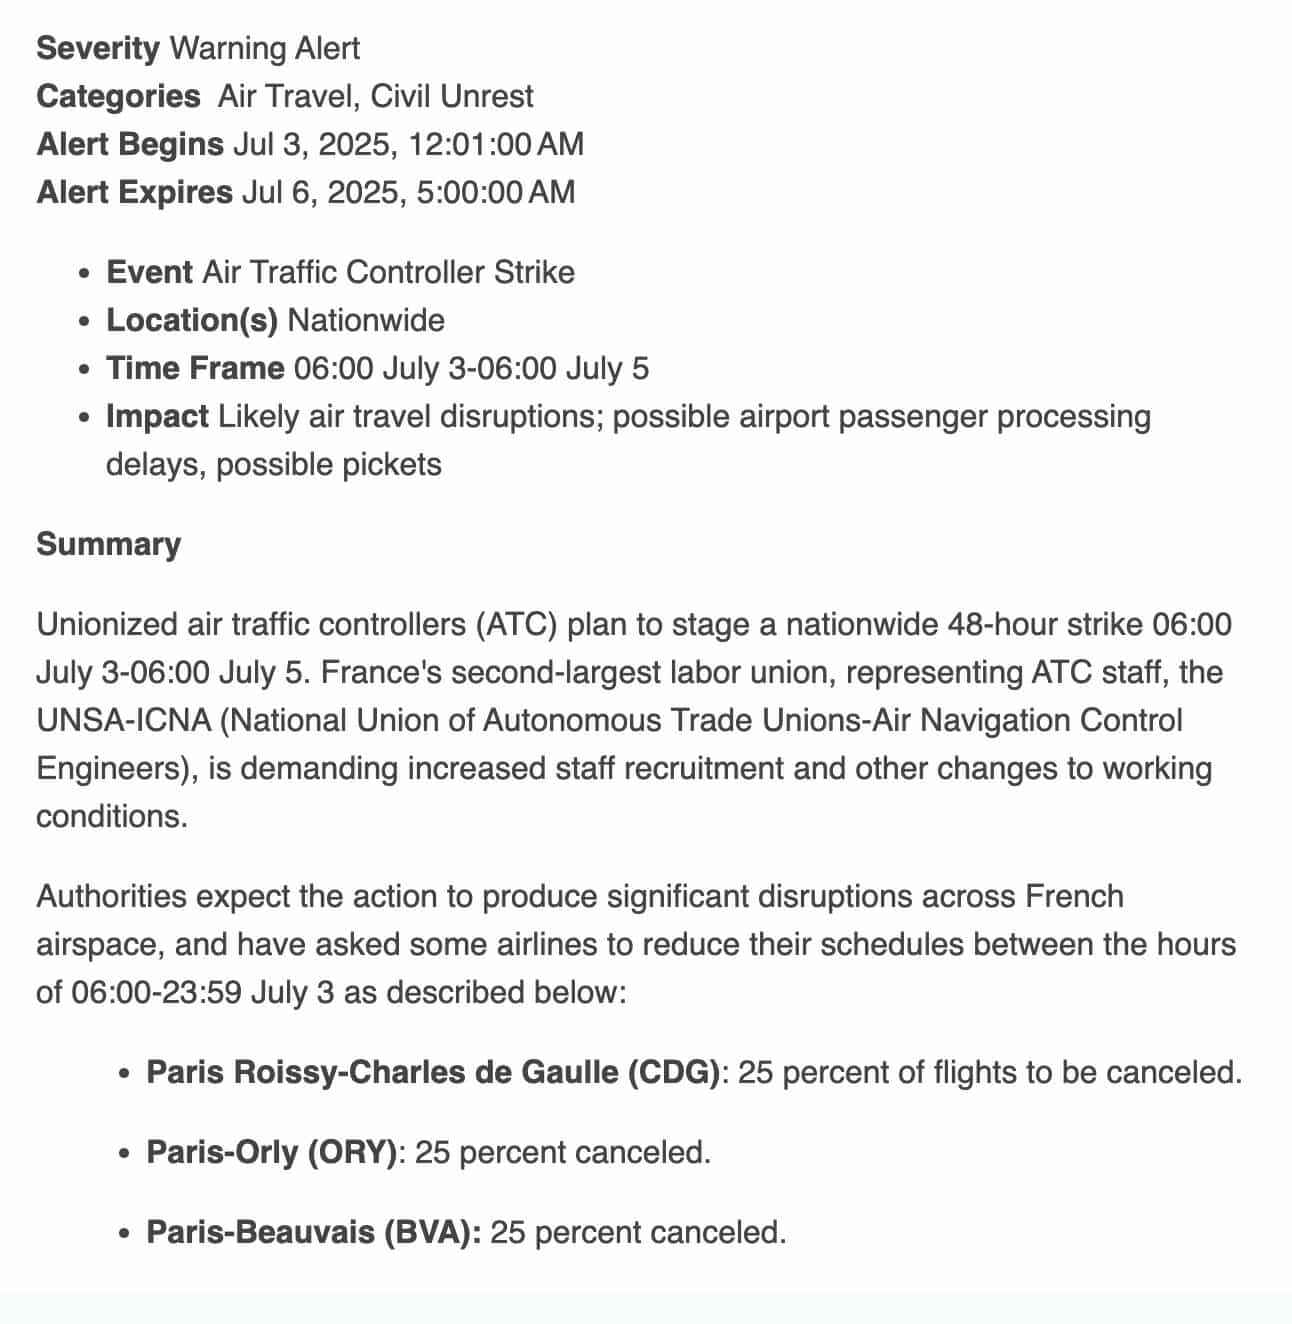 Severity Warning Alert
Categories Air Travel, Civil Unrest
Alert Begins Jul 3, 2025, 12:01:00 AM
Alert Expires Jul 6, 2025, 5:00:00 AM
• Event Air Traffic Controller Strike
• Location(s) Nationwide
• Time Frame 06:00 July 3-06:00 July 5
• Impact Likely air travel disruptions; possible airport passenger processing
delays, possible pickets
Summary
Unionized air traffic controllers (ATC) plan to stage a nationwide 48-hour strike 06:00
July 3-06:00 July 5. France's second-largest labor union, representing ATC staff, the
UNSA-ICNA (National Union of Autonomous Trade Unions-Air Navigation Control
Engineers), is demanding increased staff recruitment and other changes to working
conditions.
Authorities expect the action to produce significant disruptions across French
airspace, and have asked some airlines to reduce their schedules between the hours
of 06:00-23:59 July 3 as described below:
• Paris Roissy-Charles de Gaulle (CDG): 25 percent of flights to be canceled.
• Paris-Orly (ORY): 25 percent canceled.
• Paris-Beauvais (BVA): 25 percent canceled.